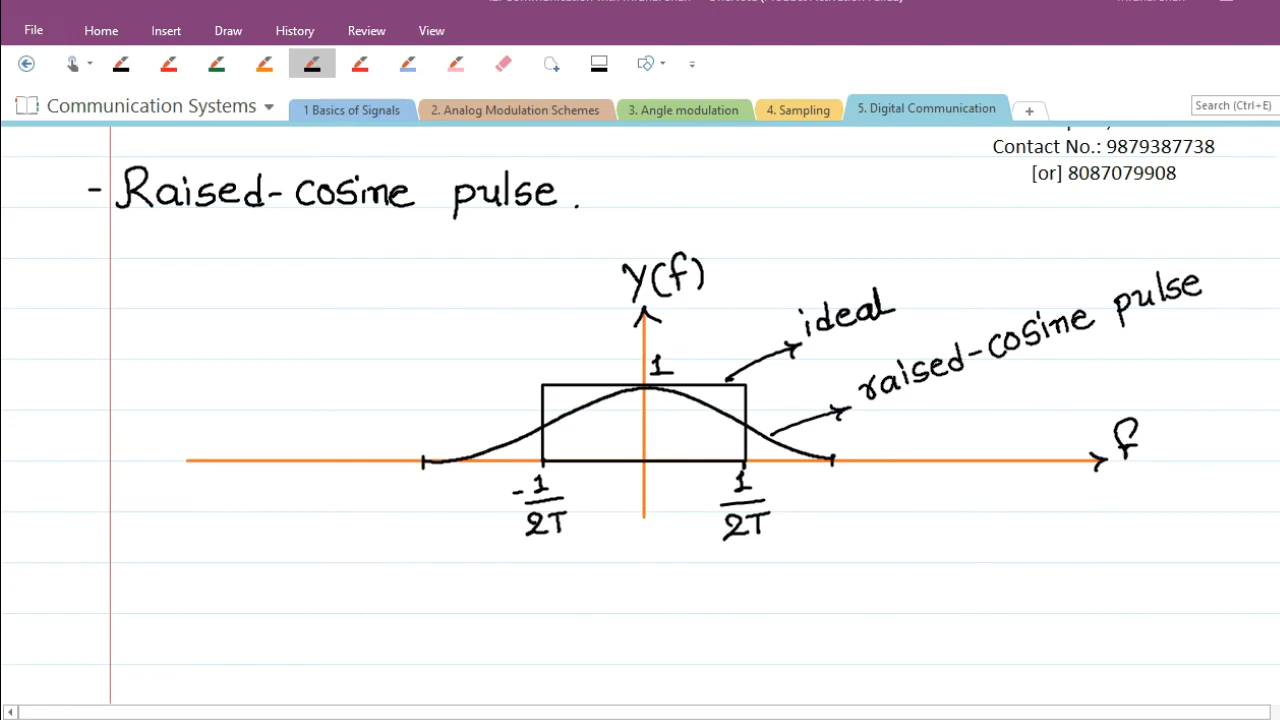 File Home Insert Draw History Review View
Communication Systems 1 Basics of Signals 2. Analog Modulation Schemes 3. Angle modulation 4. Sampling 5. Digital Communication + Search (Ctrl+E)
Contact No.: 9879387738
[or] 8087079908
- Raised-cosine pulse.
Y(f)
ideal
raised-cosine pulse
1
f
-1/2T
1/2T